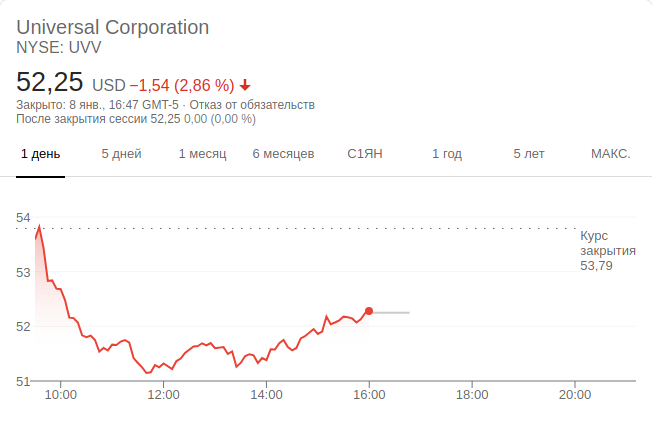 Universal Corporation
NYSE: UVV
52,25 USD −1,54 (2,86 %)
Закрыто: 8 янв., 16:47 GMT-5 · Отказ от обязательств
После закрытия сессии 52,25 0,00 (0,00 %)
1 день 5 дней 1 месяц 6 месяцев С1ЯН 1 год 5 лет МАКС.
54
Курс
закрытия
53,79
53
52
51
10:00 12:00 14:00 16:00 18:00 20:00